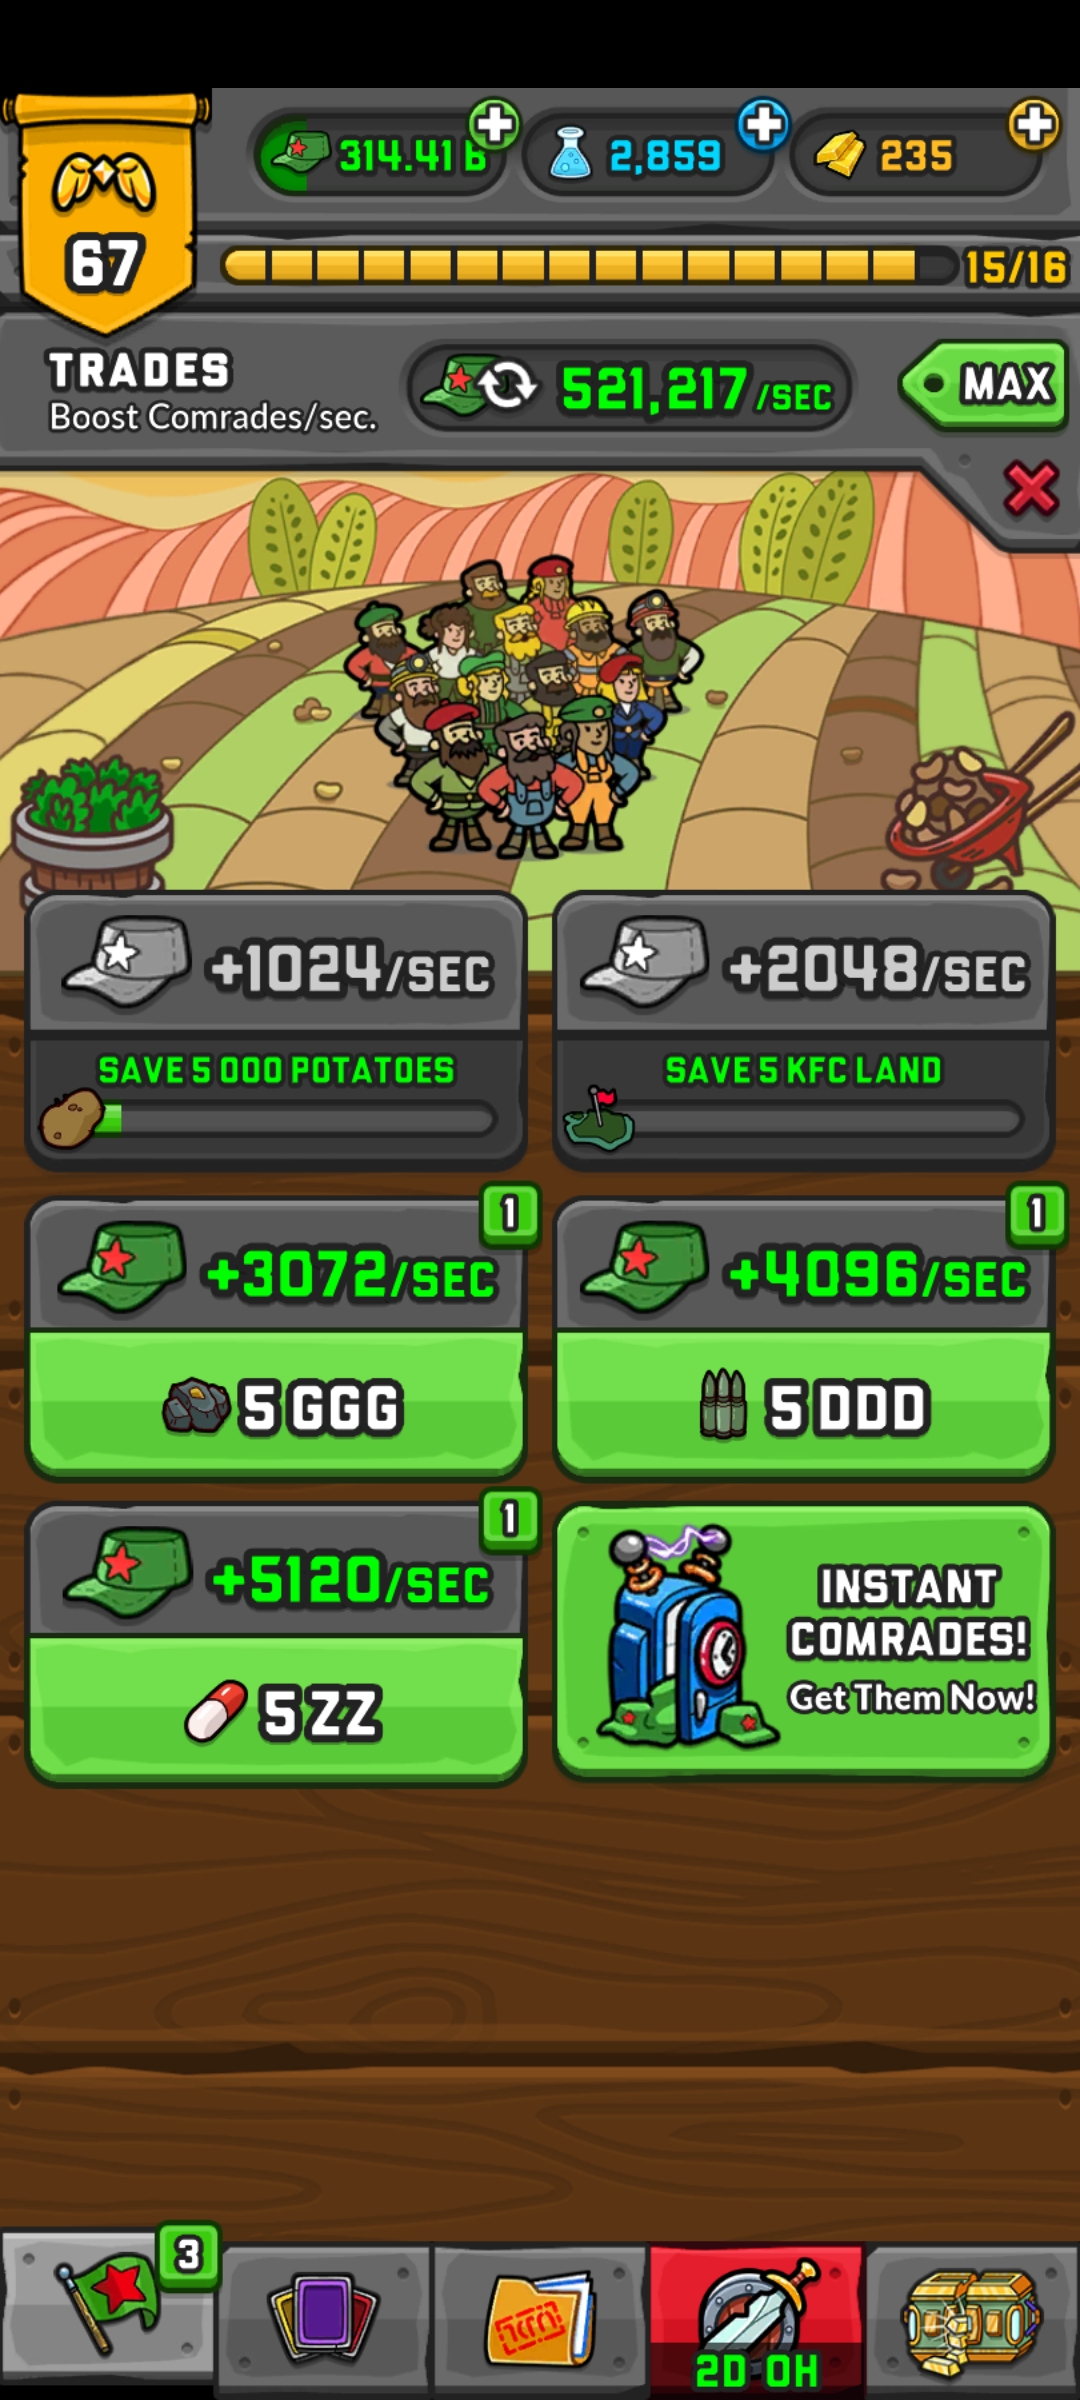 314.41 B
2,859
235
67
15/16
TRADES
Boost Comrades/sec.
521,217/SEC
MAX
+1024/SEC
+2048/SEC
SAVE 5 000 POTATOES
SAVE 5 KFC LAND
1
1
+3072/SEC
+4096/SEC
5 GGG
5 DDD
1
+5120/SEC
INSTANT
COMRADES!
Get Them Now!
5 ZZ
3
2D 0H